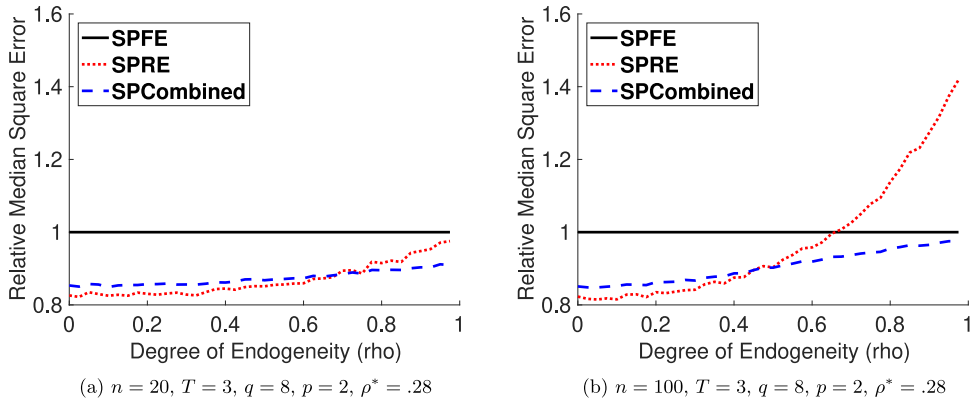 Relative Median Square Error
1.6
1.4
1.2
1
0.8
SPFE
SPRE
SPCombined
0 0.2 0.4 0.6 0.8 1
Degree of Endogeneity (rho)
(a) n = 20, T = 3, q = 8, p = 2, ρ* = .28
Relative Median Square Error
1.6
1.4
1.2
1
0.8
SPFE
SPRE
SPCombined
0 0.2 0.4 0.6 0.8 1
Degree of Endogeneity (rho)
(b) n = 100, T = 3, q = 8, p = 2, ρ* = .28